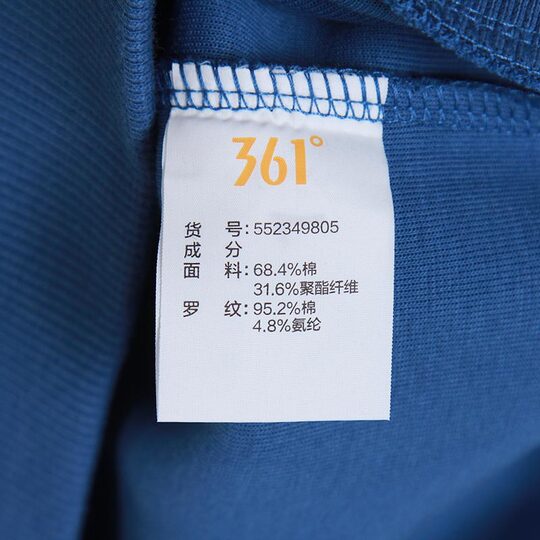 361°
货 号:552349805
成 分
面 料:68.4%棉
31.6%聚酯纤维
罗 纹:95.2%棉
4.8%氨纶